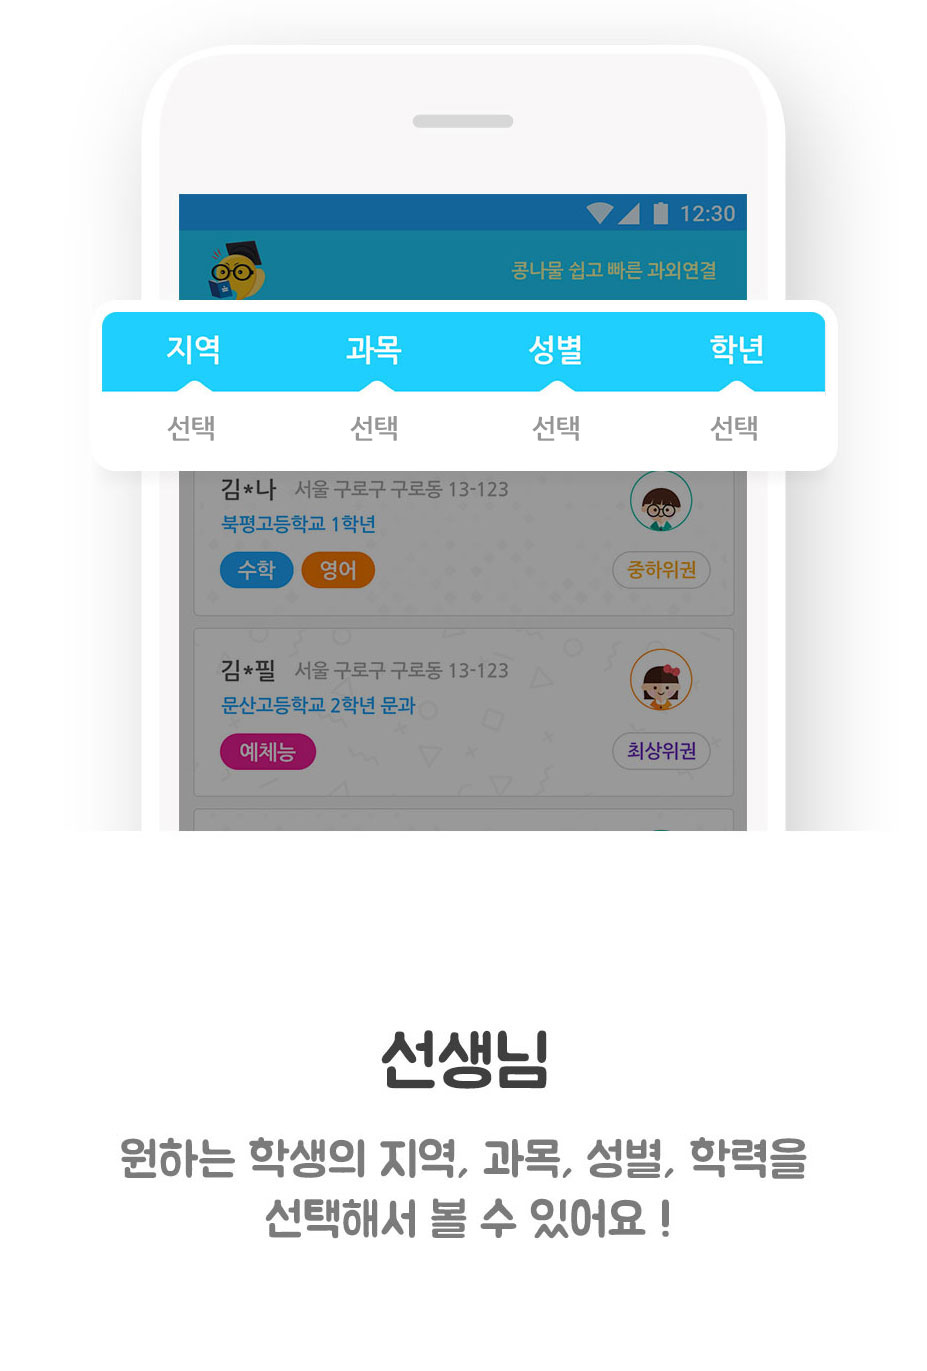 12:30
콩나물 쉽고 빠른 과외연결
지역 과목 성별 학년
선택 선택 선택 선택
김*나 서울 구로구 구로동 13-123
북평고등학교 1학년
수학 영어 중하위권
김*필 서울 구로구 구로동 13-123
문산고등학교 2학년 문과
예체능 최상위권
선생님
원하는 학생의 지역, 과목, 성별, 학력을
선택해서 볼 수 있어요 !